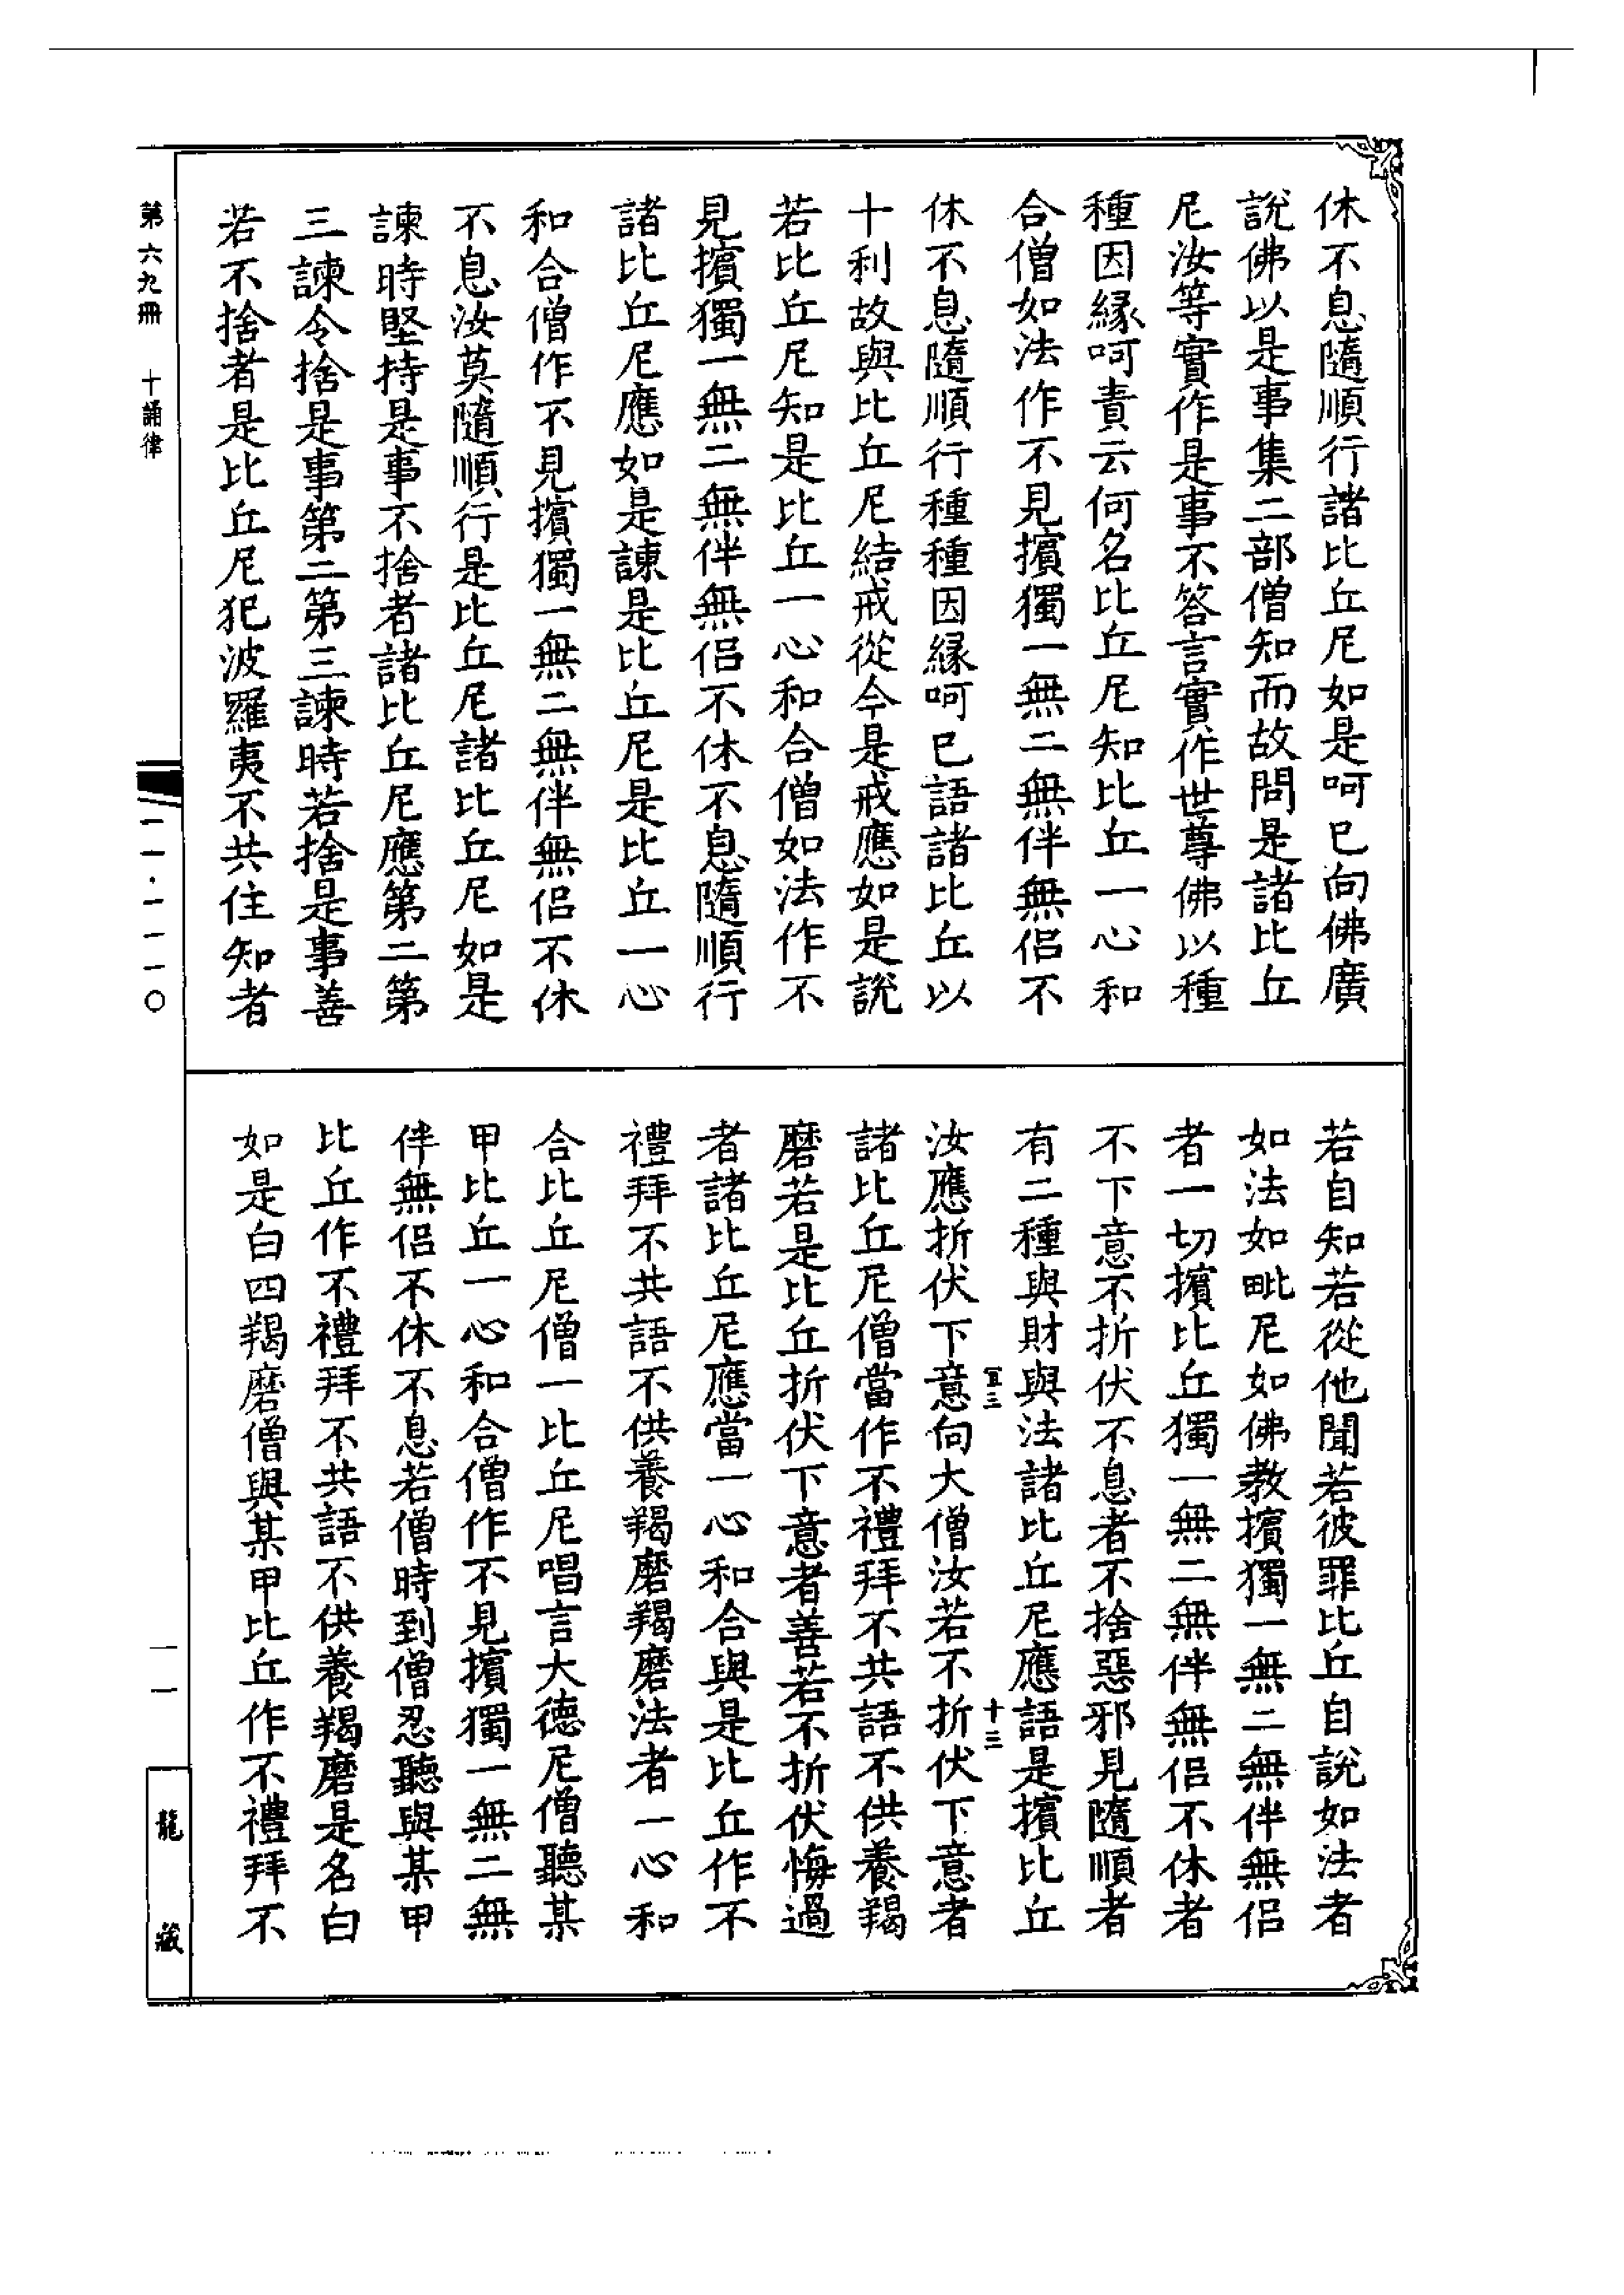 休不息隨順行諸比丘尼如是呵已向佛廣
說佛以是事集二部僧知而故問是諸比丘
尼汝等實作是事不答言實作世尊佛以種
種因緣呵責云何名比丘尼知比丘一心和
合僧如法作不見擯獨一無二無伴無侶不
休不息隨順行種種因緣呵已語諸比丘以
十利故與比丘尼結戒從今是戒應如是說
若比丘尼知是比丘一心和合僧如法作不
見擯獨一無二無伴無侶不休不息隨順行
諸比丘尼應如是諫是比丘尼是比丘一心
和合僧作不見擯獨一無二無伴無侶不休
不息汝莫隨順行是比丘尼諸比丘尼如是
諫時堅持是事不捨者諸比丘尼應第二第
三諫令捨是事第二第三諫時若捨是事善
若不捨者是比丘尼犯波羅夷不共住知者
若自知若從他聞若彼罪比丘自說如法者
如法如毗尼如佛教擯獨一無二無伴無侶
者一切擯比丘獨一無二無伴無侶不休者
不下意不折伏不息者不捨惡邪見隨順者
有二種與財與法諸比丘尼應語是擯比丘
十三
汝應折伏下意向大僧汝若不折伏下意者
諸比丘尼僧當作不禮拜不共語不供養羯
磨若是比丘折伏下意者善若不折伏悔過
者諸比丘尼應當一心和合與是比丘作不
禮拜不共語不供養羯磨羯磨法者一心和
合比丘尼僧一比丘尼唱言大德尼僧聽某
甲比丘一心和合僧作不見擯獨一無二無
伴無侶不休不息若僧時到僧忍聽與某甲
比丘作不禮拜不共語不供養羯磨是名白
如是白四羯磨僧與某甲比丘作不禮拜不
第六九冊 十誦律
一一·一一一〇
一一
龍藏